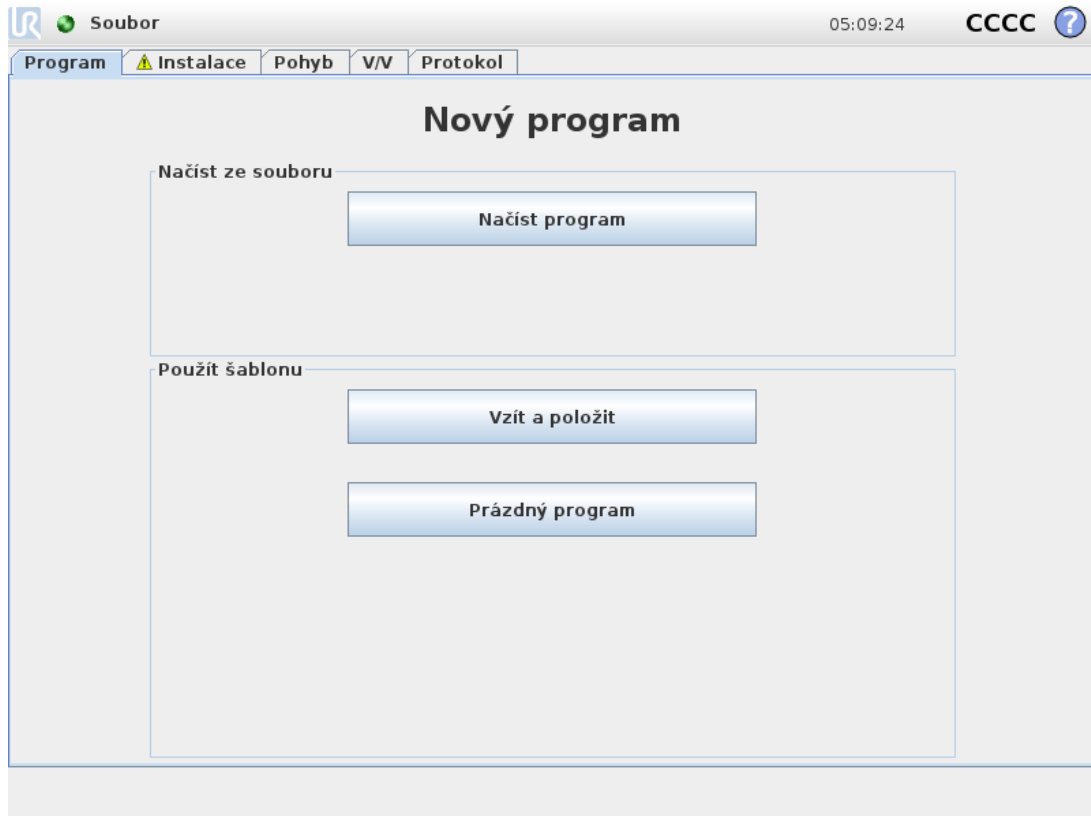 UR Soubor 05:09:24 CCCC ?
Program Instalace Pohyb V/V Protokol
Nový program
Načíst ze souboru
Načíst program
Použít šablonu
Vzít a položit
Prázdný program